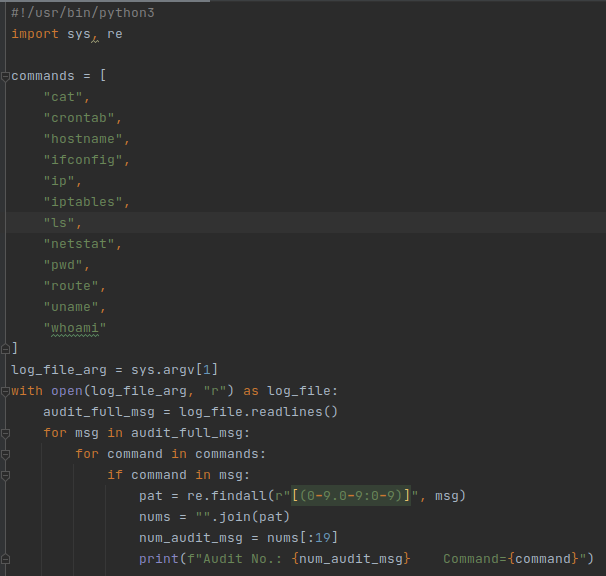 #!/usr/bin/python3
import sys, re
commands = [
    "cat",
    "crontab",
    "hostname",
    "ifconfig",
    "ip",
    "iptables",
    "ls",
    "netstat",
    "pwd",
    "route",
    "uname",
    "whoami"
]
log_file_arg = sys.argv[1]
with open(log_file_arg, "r") as log_file:
    audit_full_msg = log_file.readlines()
    for msg in audit_full_msg:
        for command in commands:
            if command in msg:
                pat = re.findall(r"[(0-9.0-9:0-9)]", msg)
                nums = "".join(pat)
                num_audit_msg = nums[:19]
                print(f"Audit No.: {num_audit_msg}    Command={command}")